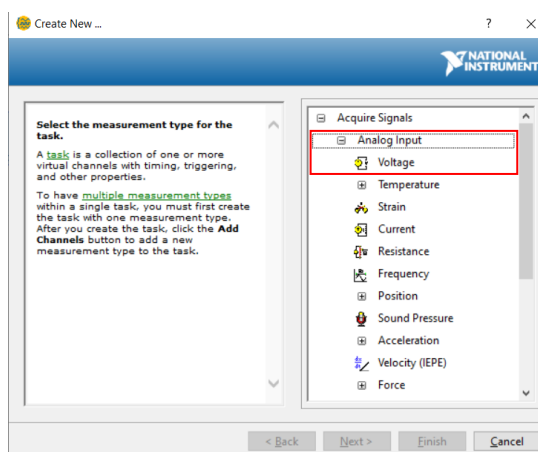 Create New ...
NATIONAL
INSTRUMENT
Select the measurement type for the
task.
A task is a collection of one or more
virtual channels with timing, triggering,
and other properties.
To have multiple measurement types
within a single task, you must first create
the task with one measurement type.
After you create the task, click the Add
Channels button to add a new
measurement type to the task.
Acquire Signals
Analog Input
Voltage
Temperature
Strain
Current
Resistance
Frequency
Position
Sound Pressure
Acceleration
Velocity (IEPE)
Force
< Back
Next >
Finish
Cancel